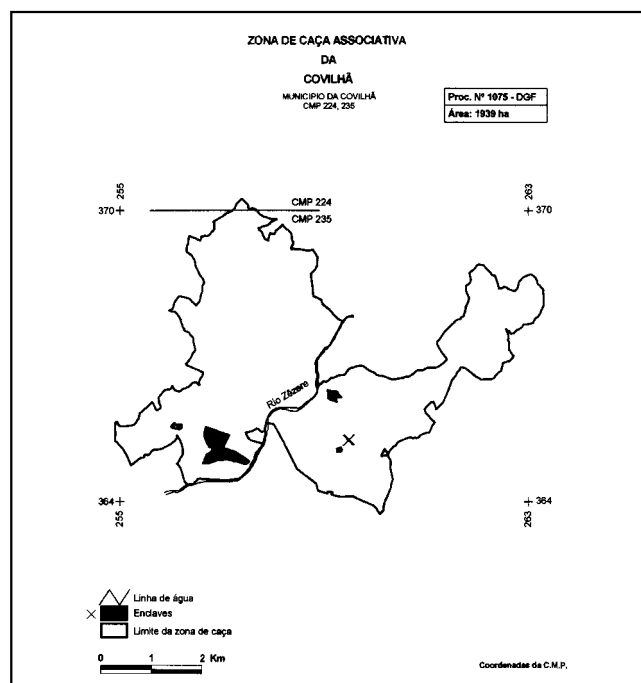 ZONA DE CAÇA ASSOCIATIVA
DA
COVILHÃ
MUNICIPIO DA COVILHÃ
CMP 224, 235
Proc. Nº 1075 - DGF
Área: 1939 ha
255
263
370
CMP 224
370
CMP 235
Rio Zêzere
364
364
255
263
Linha de água
Enclaves
Limite da zona de caça
0 1 2 Km
Coordenadas da C.M.P.